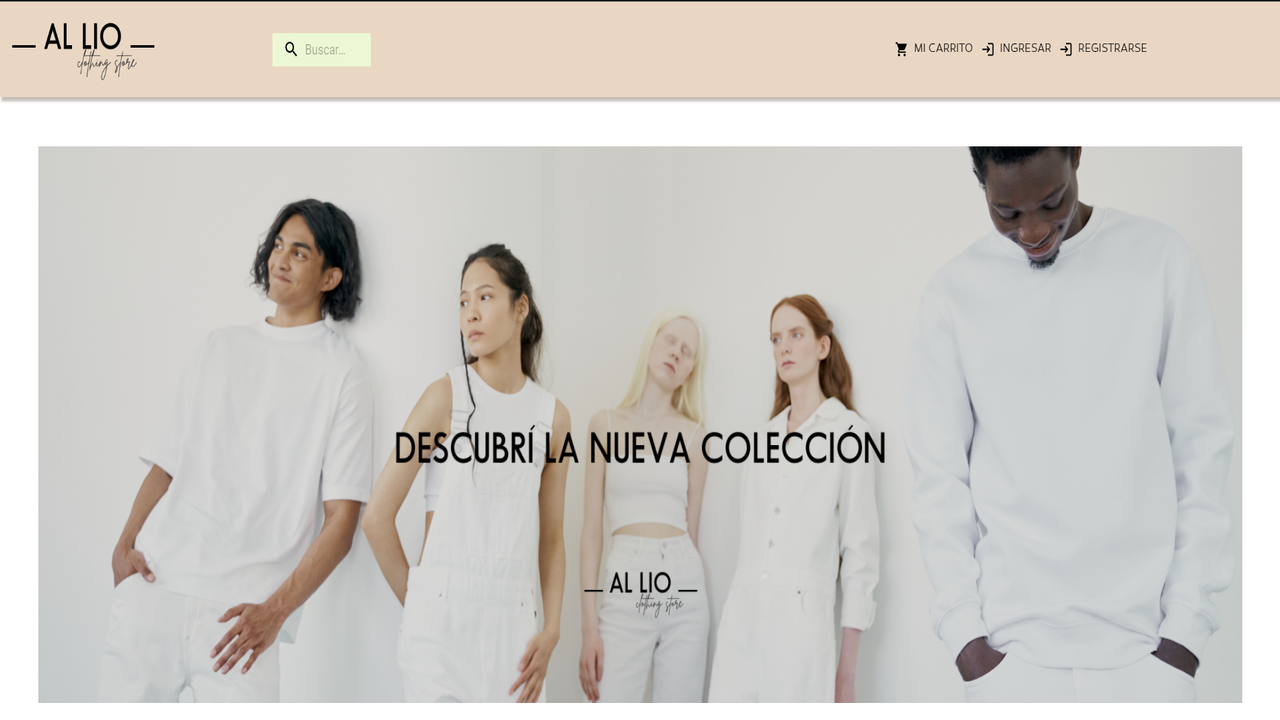 AL LIO
clothing store
Buscar...
MI CARRITO
INGRESAR
REGISTRARSE
DESCUBRÍ LA NUEVA COLECCIÓN
AL LIO
clothing store